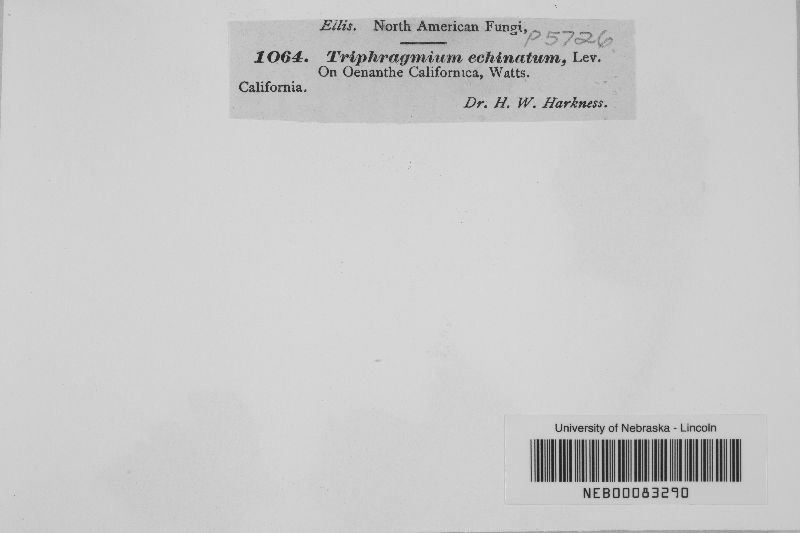 Ellis. North American Fungi,
P5726
1064. Triphragmium echinatum, Lev.
On Oenanthe Californica, Watts.
California.
Dr. H. W. Harkness.
University of Nebraska - Lincoln
NEB00083290